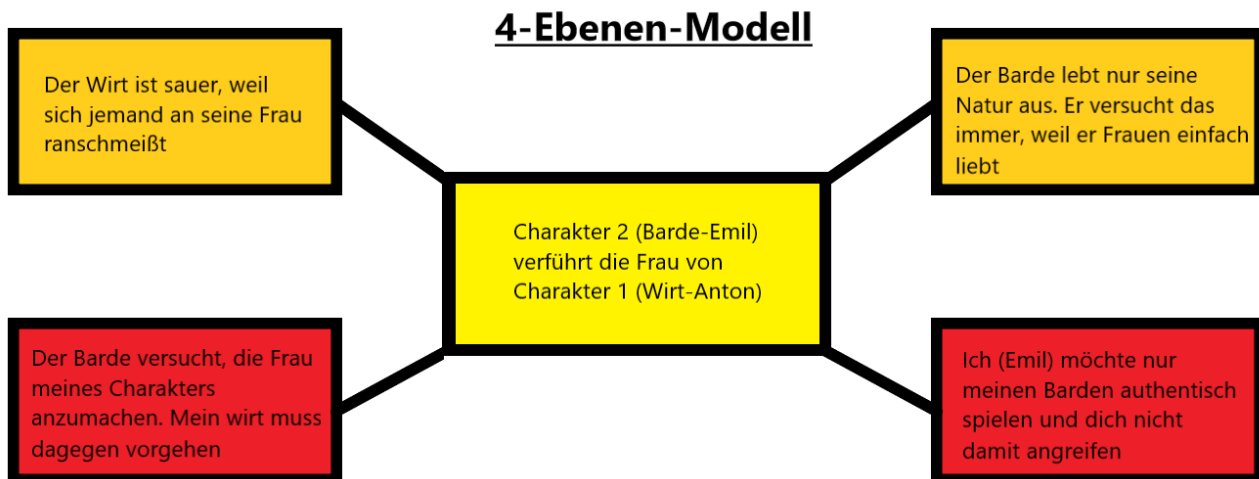 4-Ebenen-Modell
Der Wirt ist sauer, weil
sich jemand an seine Frau
ranschmeißt
Der Barde lebt nur seine
Natur aus. Er versucht das
immer, weil er Frauen einfach
liebt
Charakter 2 (Barde-Emil)
verführt die Frau von
Charakter 1 (Wirt-Anton)
Der Barde versucht, die Frau
meines Charakters
anzumachen. Mein wirt muss
dagegen vorgehen
Ich (Emil) möchte nur
meinen Barden authentisch
spielen und dich nicht
damit angreifen